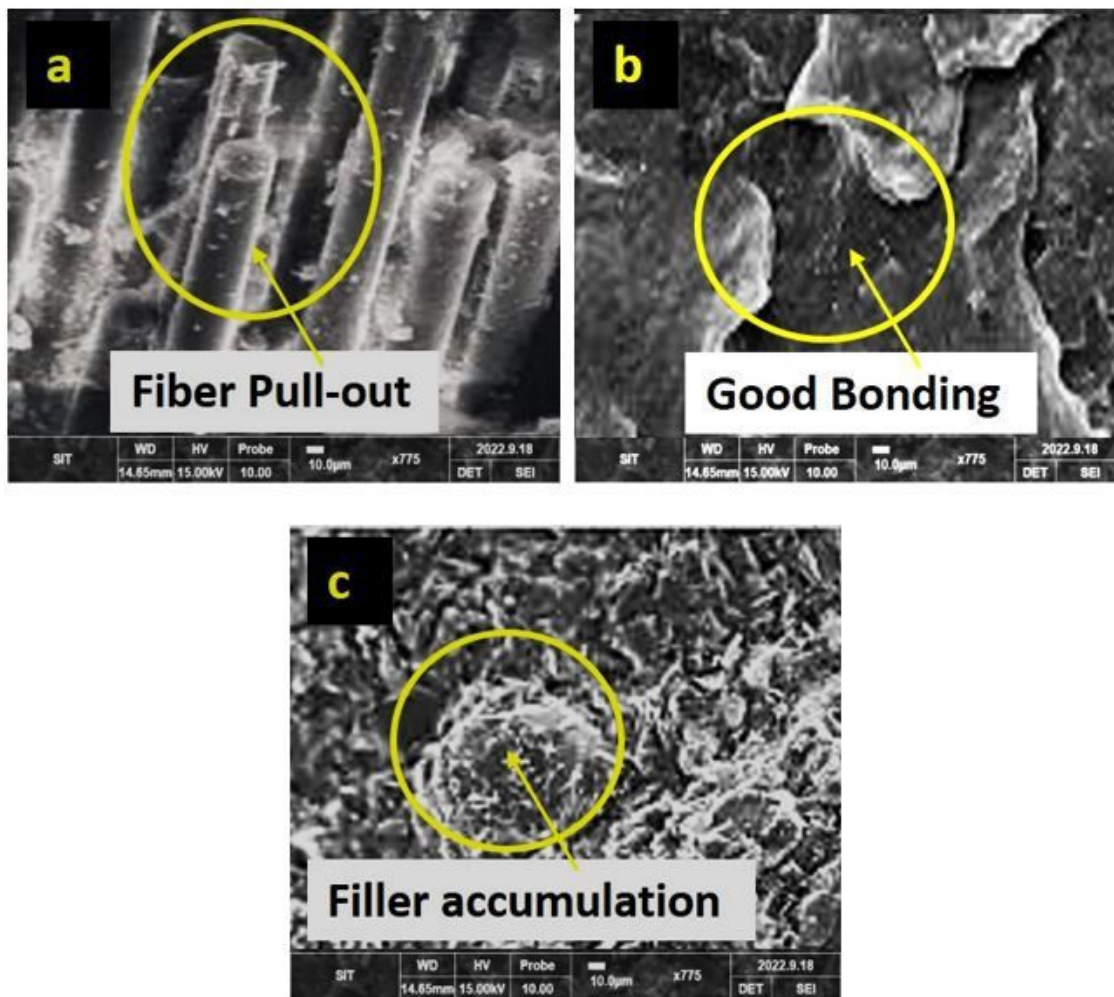 a
Fiber Pull-out
SIT WD HV Probe 10.0µm x775 2022.9.18
14.65mm 15.00kV 10.00 DET SEI
b
Good Bonding
SIT WD HV Probe 10.0µm x775 2022.9.18
14.65mm 15.00kV 10.00 DET SEI
c
Filler accumulation
SIT WD HV Probe 10.0µm x775 2022.9.18
14.65mm 15.00kV 10.00 DET SEI